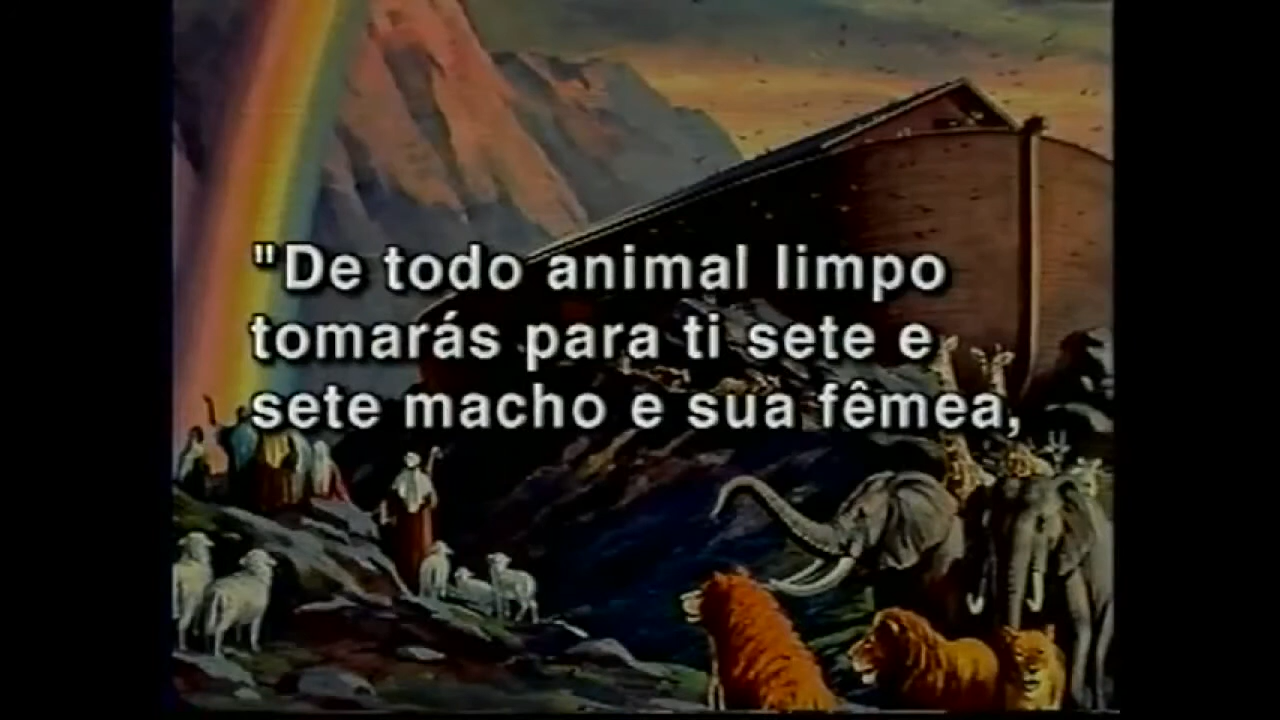 "De todo animal limpo
tomarás para ti sete e
sete macho e sua fêmea,